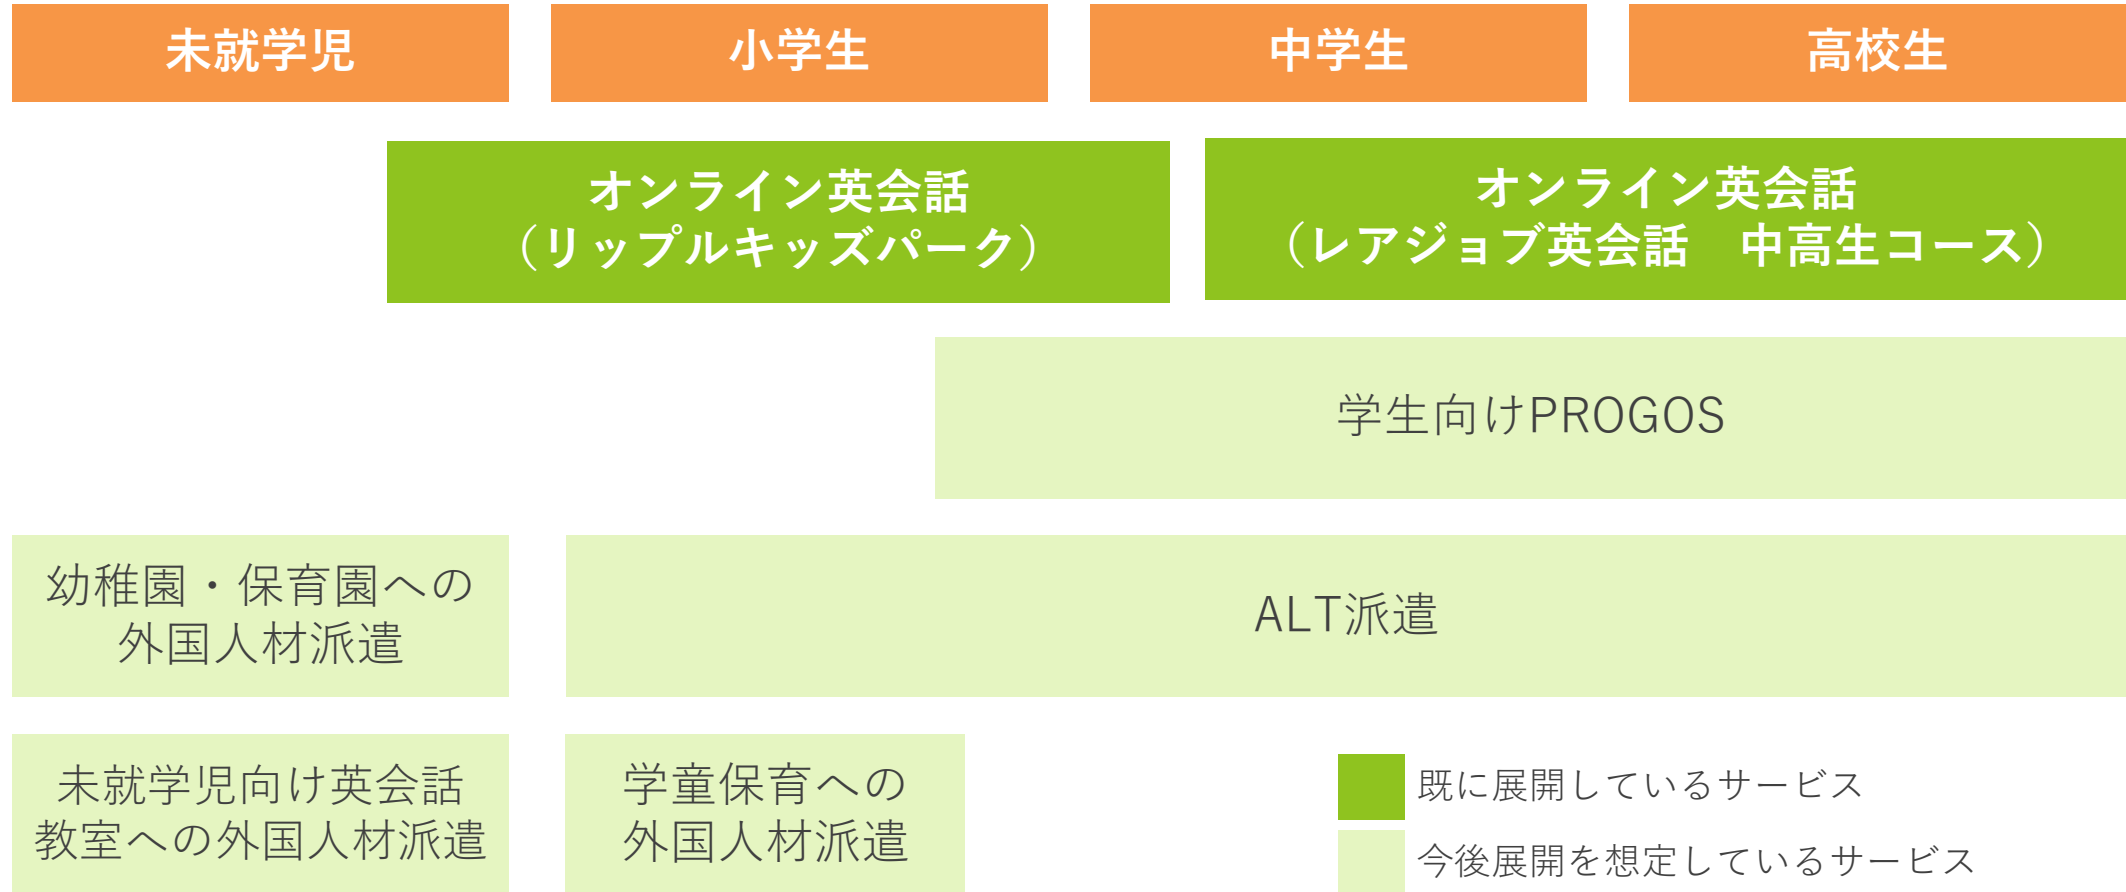 未就学児
小学生
中学生
高校生
オンライン英会話
（リップルキッズパーク）
オンライン英会話
（レアジョブ英会話　中高生コース）
学生向けPROGOS
幼稚園・保育園への
外国人材派遣
ALT派遣
未就学児向け英会話
教室への外国人材派遣
学童保育への
外国人材派遣
既に展開しているサービス
今後展開を想定しているサービス